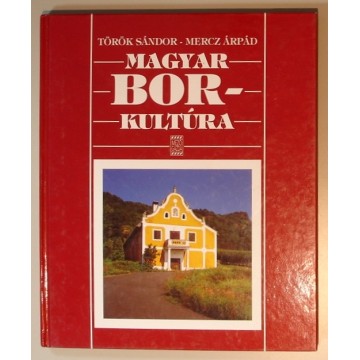 TÖRÖK SÁNDOR - MERCZ ÁRPÁD
MAGYAR
BOR-
KULTÚRA